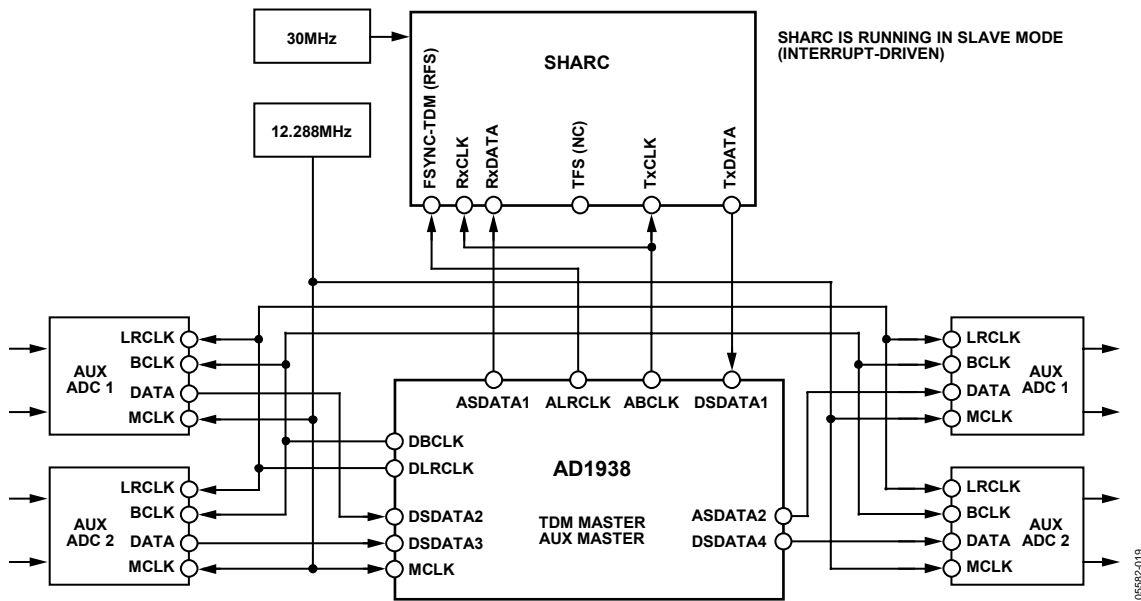 30MHz
12.288MHz
SHARC
SHARC IS RUNNING IN SLAVE MODE
(INTERRUPT-DRIVEN)
FSYNC-TDM (RFS)
RxCLK
RxDATA
TFS (NC)
TxCLK
TxDATA
AUX
ADC 1
LRCLK
BCLK
DATA
MCLK
AUX
ADC 2
LRCLK
BCLK
DATA
MCLK
ASDATA1
ALRCLK
ABCLK
DSDATA1
DBCLK
DLRCLK
DSDATA2
DSDATA3
MCLK
AD1938
TDM MASTER
AUX MASTER
ASDATA2
DSDATA4
LRCLK
BCLK
DATA
MCLK
AUX
ADC 1
LRCLK
BCLK
DATA
MCLK
AUX
ADC 2
05582-019